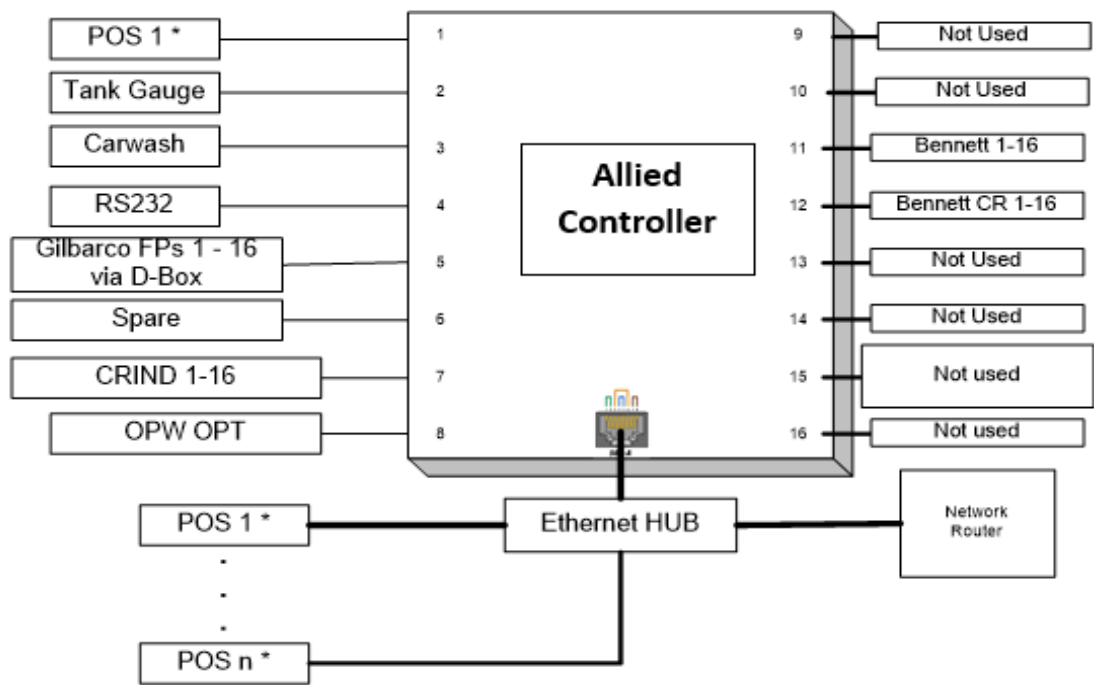 POS 1 *
1
9
Not Used
Tank Gauge
2
10
Not Used
Carwash
3
11
Bennett 1-16
Allied
Controller
RS232
4
12
Bennett CR 1-16
Gilbarco FPs 1 - 16
via D-Box
5
13
Not Used
Spare
6
14
Not Used
CRIND 1-16
7
15
Not used
OPW OPT
8
16
Not used
POS 1 *
Ethernet HUB
Network
Router
POS n *